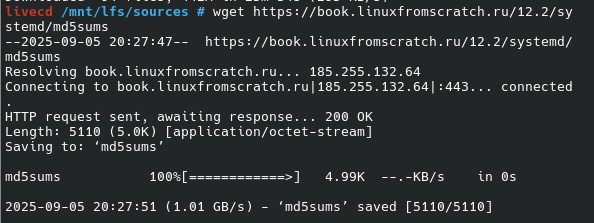 livecd /mnt/lfs/sources # wget https://book.linuxfromscratch.ru/12.2/sy
stemd/md5sums
--2025-09-05 20:27:47--  https://book.linuxfromscratch.ru/12.2/systemd/
md5sums
Resolving book.linuxfromscratch.ru... 185.255.132.64
Connecting to book.linuxfromscratch.ru|185.255.132.64|:443... connected
.
HTTP request sent, awaiting response... 200 OK
Length: 5110 (5.0K) [application/octet-stream]
Saving to: ‘md5sums’
md5sums            100%[============>]   4.99K  --.-KB/s    in 0s
2025-09-05 20:27:51 (1.01 GB/s) - ‘md5sums’ saved [5110/5110]